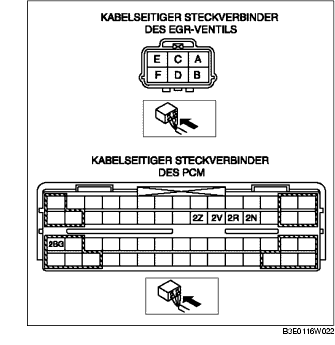 KABELSEITIGER STECKVERBINDER
DES EGR-VENTILS
E C A
F D B
KABELSEITIGER STECKVERBINDER
DES PCM
2Z 2V 2R 2N
2BG
B3E0116W022